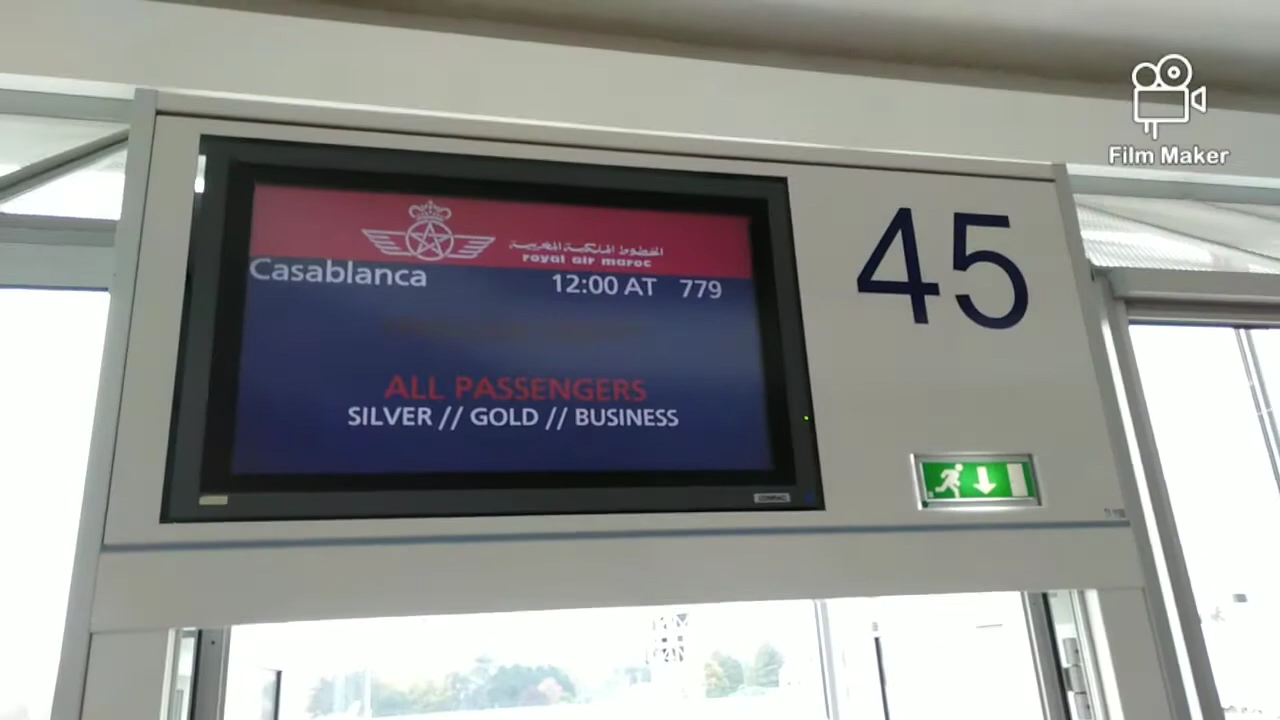 Film Maker
الخطوط الملكية المغربية
royal air maroc
Casablanca 12:00 AT 779
ALL PASSENGERS
SILVER // GOLD // BUSINESS
45